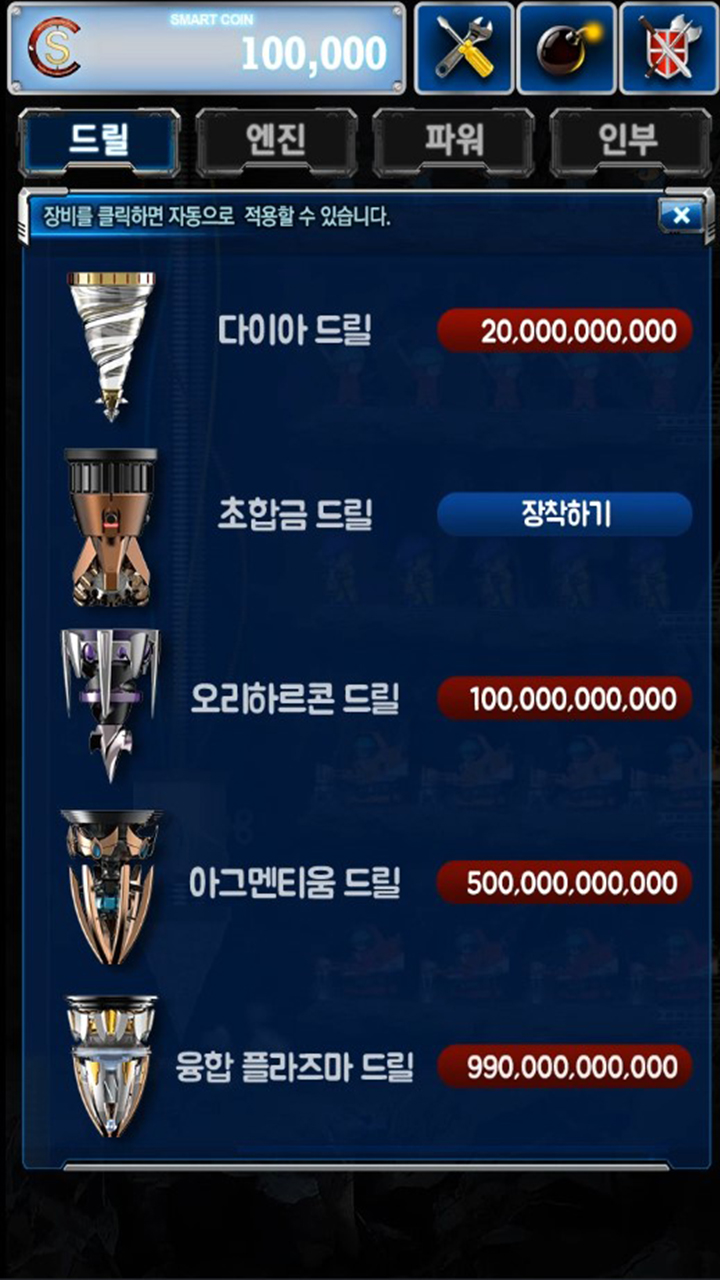 SMART COIN
100,000
드릴
엔진
파워
인부
장비를 클릭하면 자동으로 적용할 수 있습니다.
다이아 드릴
20,000,000,000
초합금 드릴
장착하기
오리하르콘 드릴
100,000,000,000
아그멘티움 드릴
500,000,000,000
융합 플라즈마 드릴
990,000,000,000